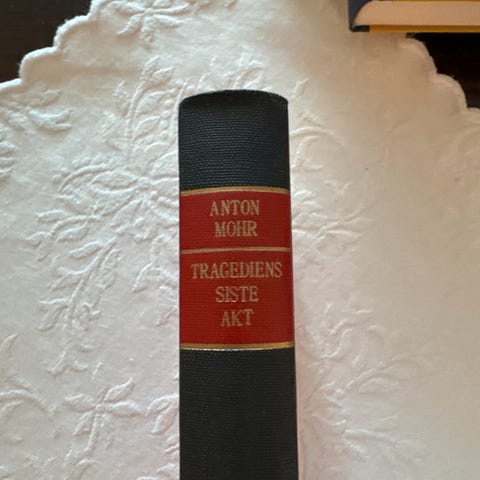 ANTON
MOHR
TRAGEDIENS
SISTE
AKT